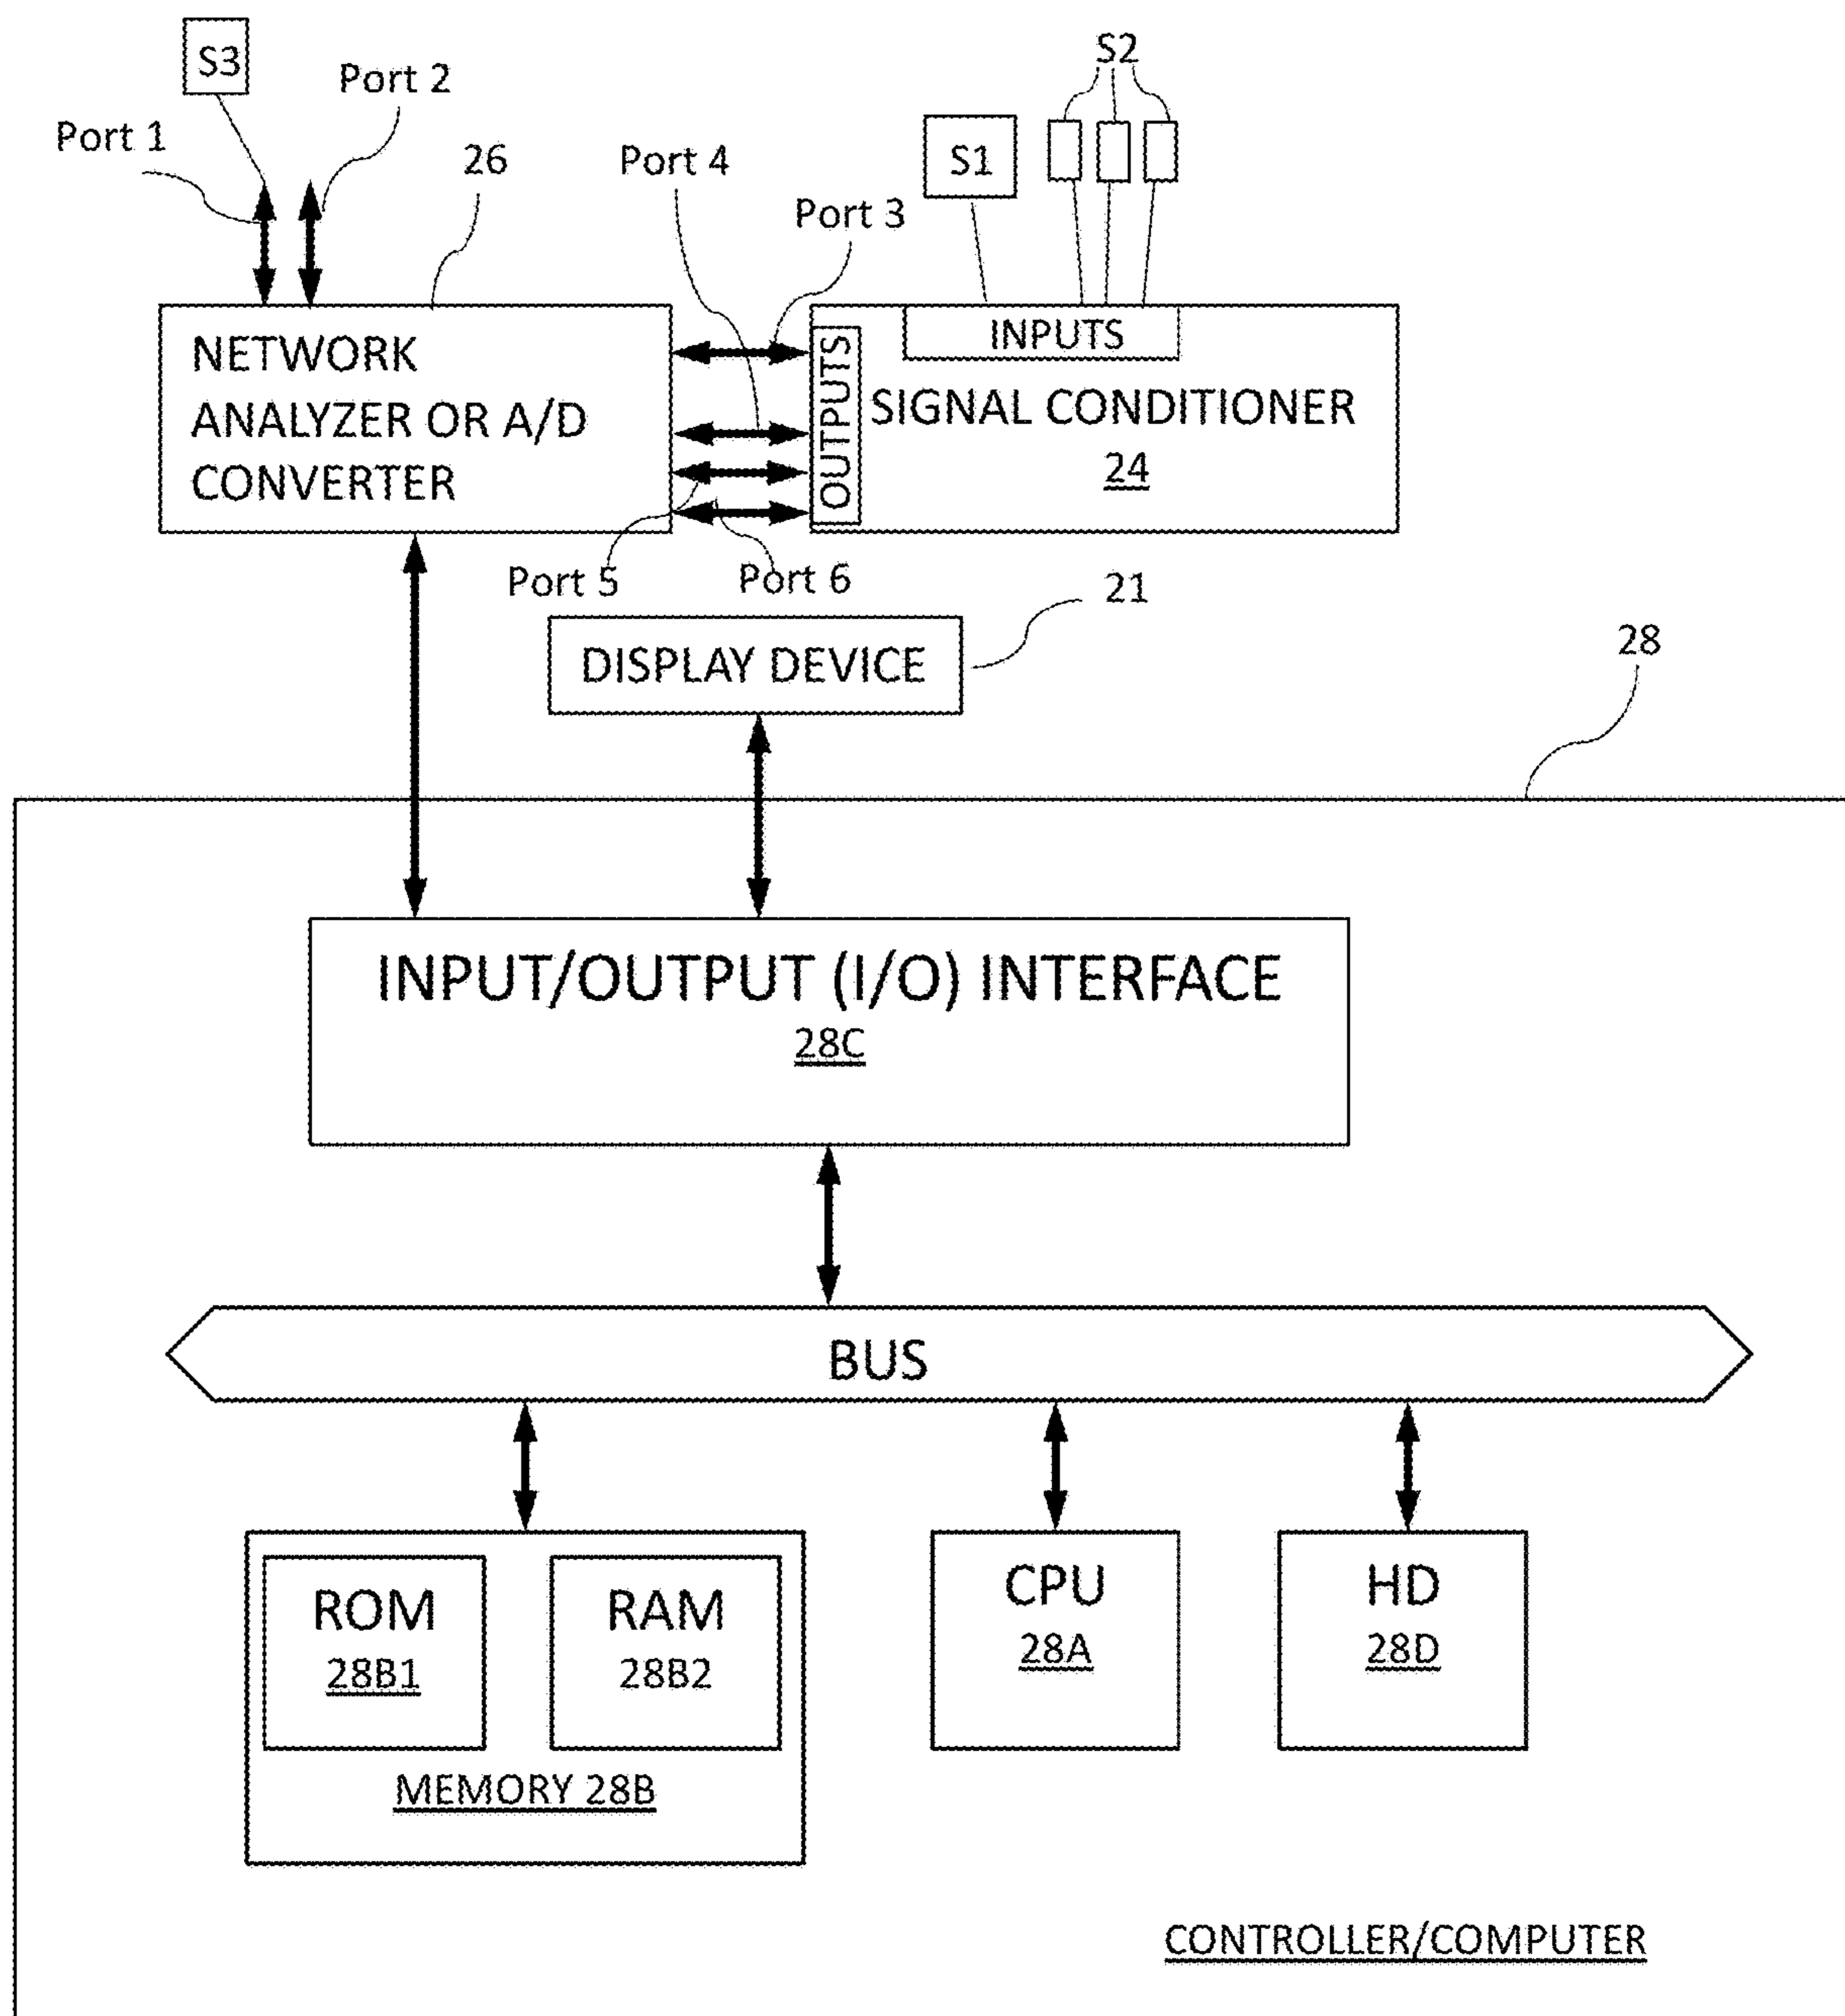 S3
Port 2
S2
Port 1
26
Port 4
S1
Port 3
NETWORK
ANALYZER OR A/D
CONVERTER
OUTPUTS
INPUTS
SIGNAL CONDITIONER
24
Port 5
Port 6
21
DISPLAY DEVICE
28
INPUT/OUTPUT (I/O) INTERFACE
28C
BUS
ROM
28B1
RAM
28B2
MEMORY 28B
CPU
28A
HD
28D
CONTROLLER/COMPUTER